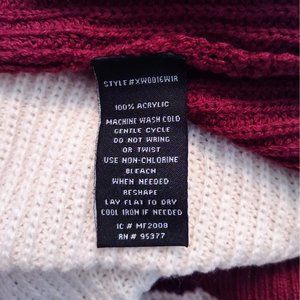 STYLE#XW0016W1R
100% ACRYLIC
MACHINE WASH COLD
GENTLE CYCLE
DO NOT WRING
OR TWIST
USE NON-CHLORINE
BLEACH
WHEN NEEDED
RESHAPE
LAY FLAT TO DRY
COOL IRON IF NEEDED
IC # MF2008
RN # 95377